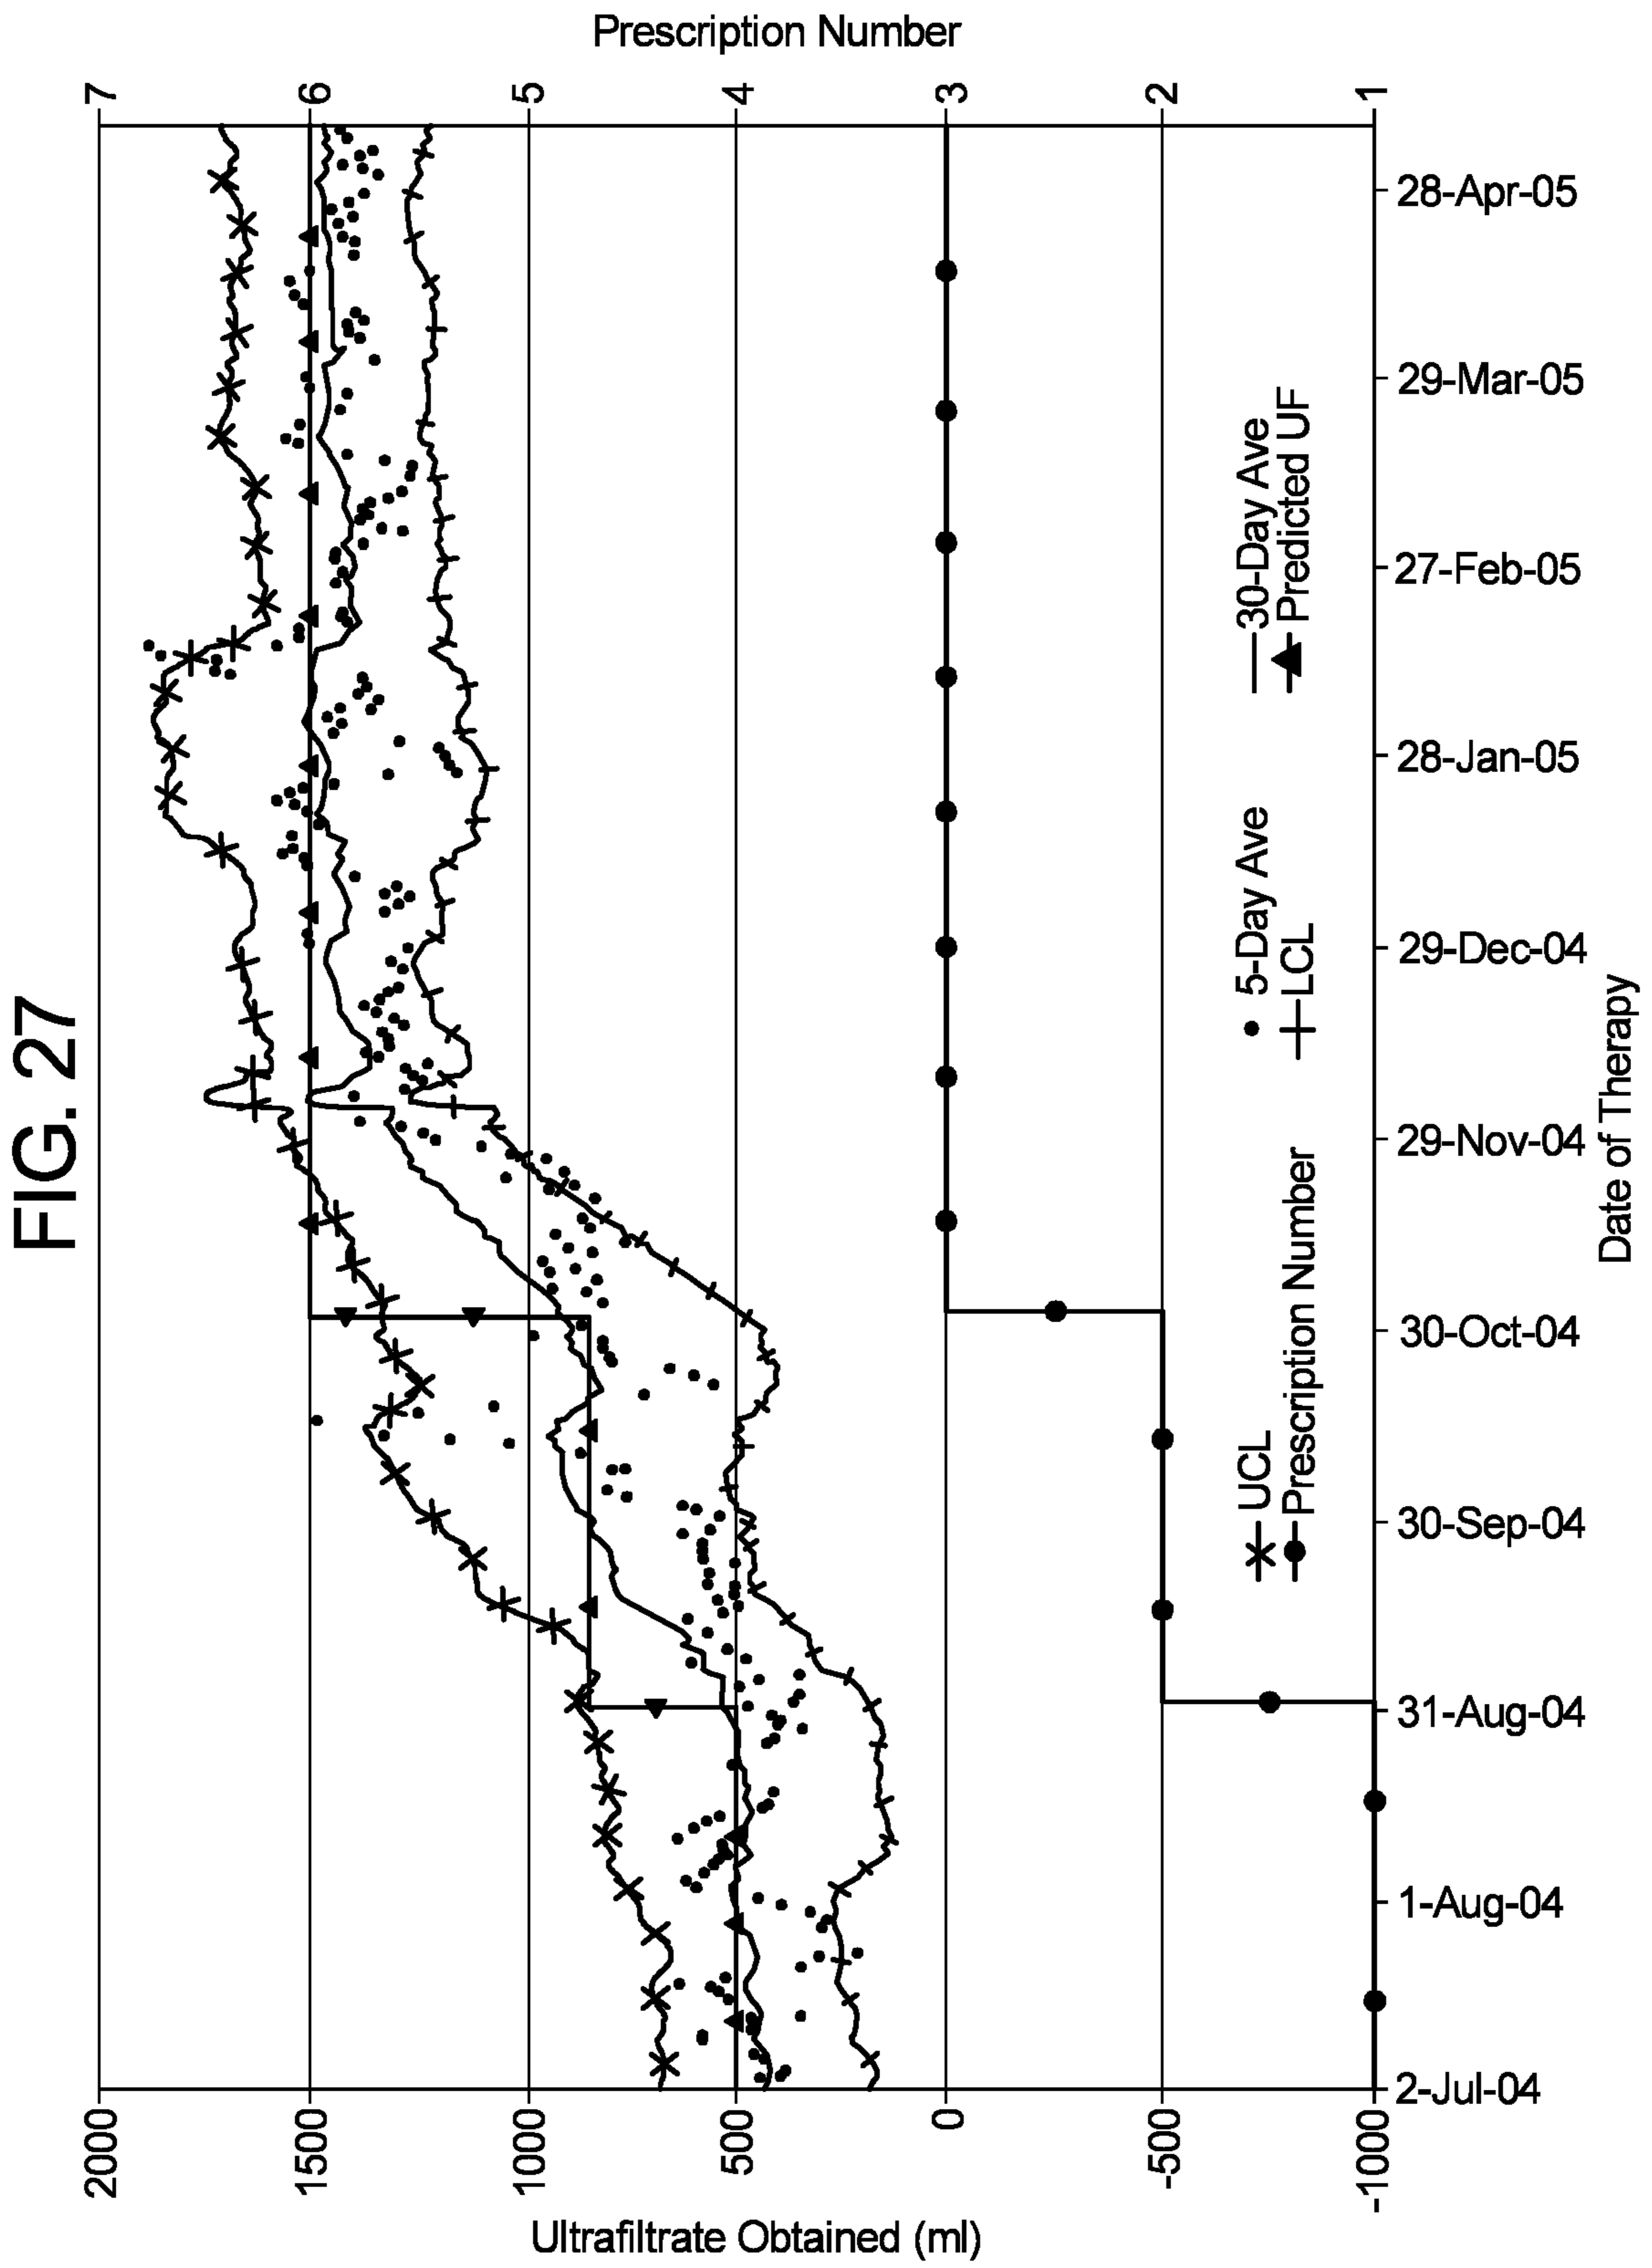 FIG. 27
Ultrafiltrate Obtained (ml)
2000
1500
1000
500
0
-500
-1000
Prescription Number
7
6
5
4
3
2
1
UCL
5-Day Ave
30-Day Ave
Prescription Number
LCL
Predicted UF
2-Jul-04
1-Aug-04
31-Aug-04
30-Sep-04
30-Oct-04
29-Nov-04
29-Dec-04
28-Jan-05
27-Feb-05
29-Mar-05
28-Apr-05
Date of Therapy